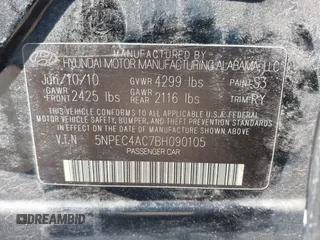 HYUNDAI MOTOR MANUFACTURING ALABAMA, LLC
Jun/10/10 GVWR 4299 lbs PAINT S3
GAWR FRONT 2425 lbs GAWR REAR 2116 lbs TRIM RY
THIS VEHICLE CONFORMS TO ALL APPLICABLE U.S. FEDERAL
MOTOR VEHICLE SAFETY, BUMPER, AND THEFT PREVENTION
STANDARDS IN EFFECT ON THE DATE OF MANUFACTURE SHOWN ABOVE.
V.I.N 5NPEC4AC7BH090105
PASSENGER CAR
DREAMBID